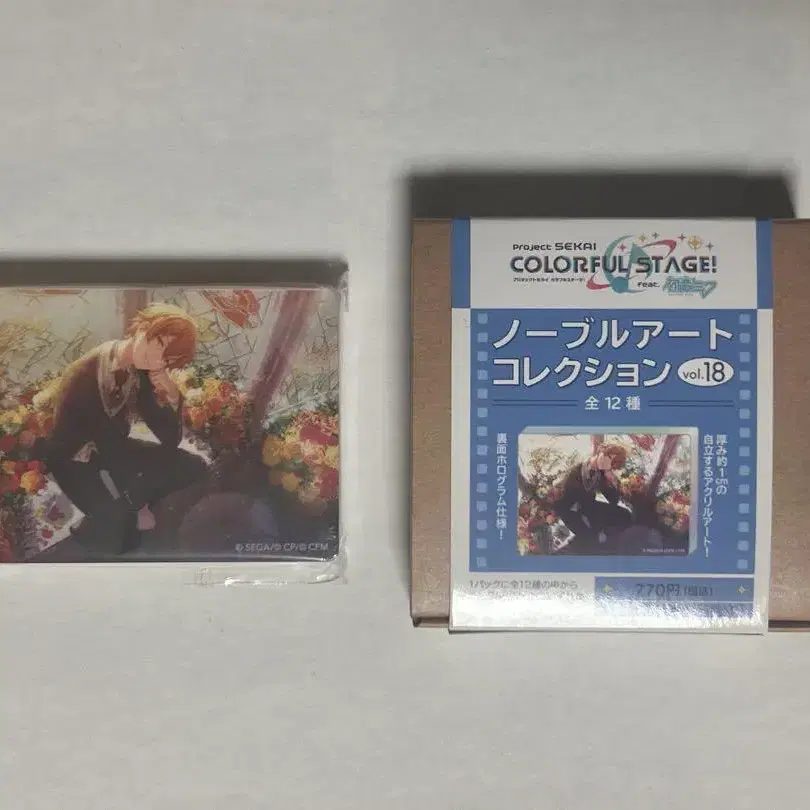 © SEGA/© CP/© CFM
Project SEKAI
COLORFUL STAGE!
プロジェクトセカイ カラフルステージ！
feat. 初音ミク
ノーブルアート
コレクション vol.18
全12種
厚み約1cmの
自立するアクリルアート！
裏面ホログラム仕様！
1パックに全12種の中から
770円(税込)